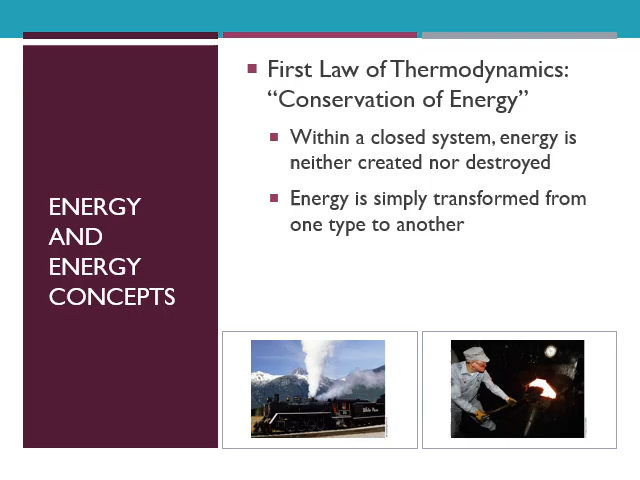 ENERGY
AND
ENERGY
CONCEPTS
First Law of Thermodynamics:
“Conservation of Energy”
Within a closed system, energy is
neither created nor destroyed
Energy is simply transformed from
one type to another